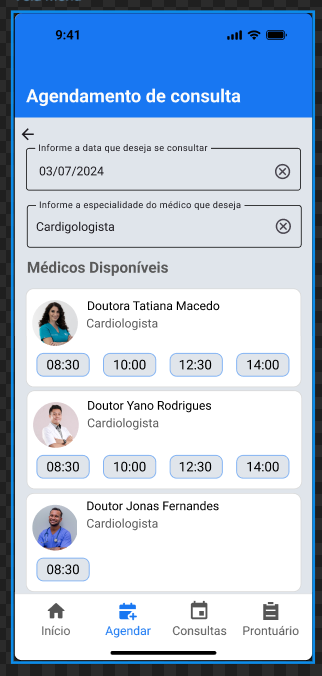 9:41
Agendamento de consulta
Informe a data que deseja se consultar
03/07/2024
Informe a especialidade do médico que deseja
Cardigologista
Médicos Disponíveis
Doutora Tatiana Macedo
Cardiologista
08:30 10:00 12:30 14:00
Doutor Yano Rodrigues
Cardiologista
08:30 10:00 12:30 14:00
Doutor Jonas Fernandes
Cardiologista
08:30
Início Agendar Consultas Prontuário